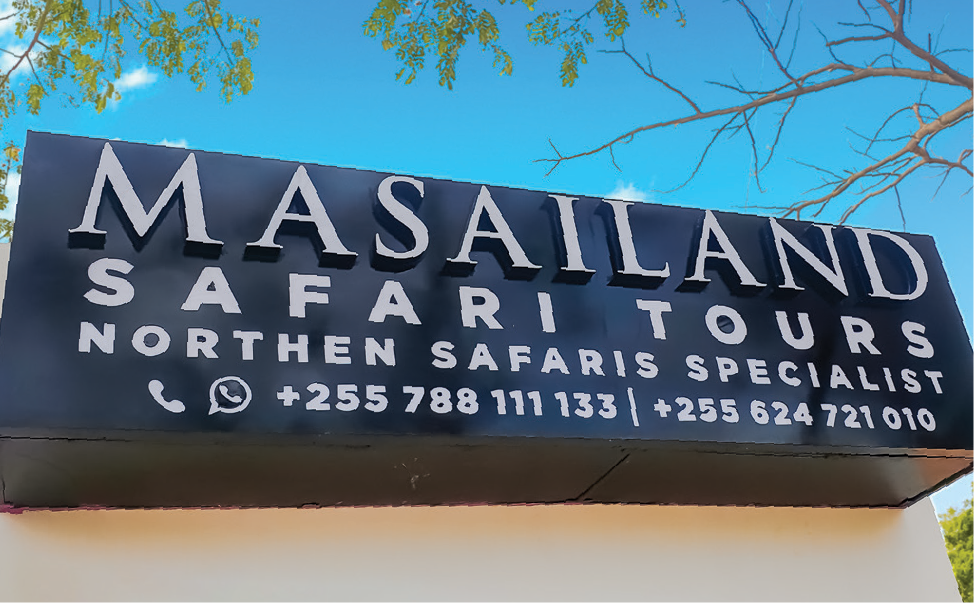 MASAILAND
SAFARI TOURS
NORTHEN SAFARIS SPECIALIST
+255 788 111 133 | +255 624 721 010